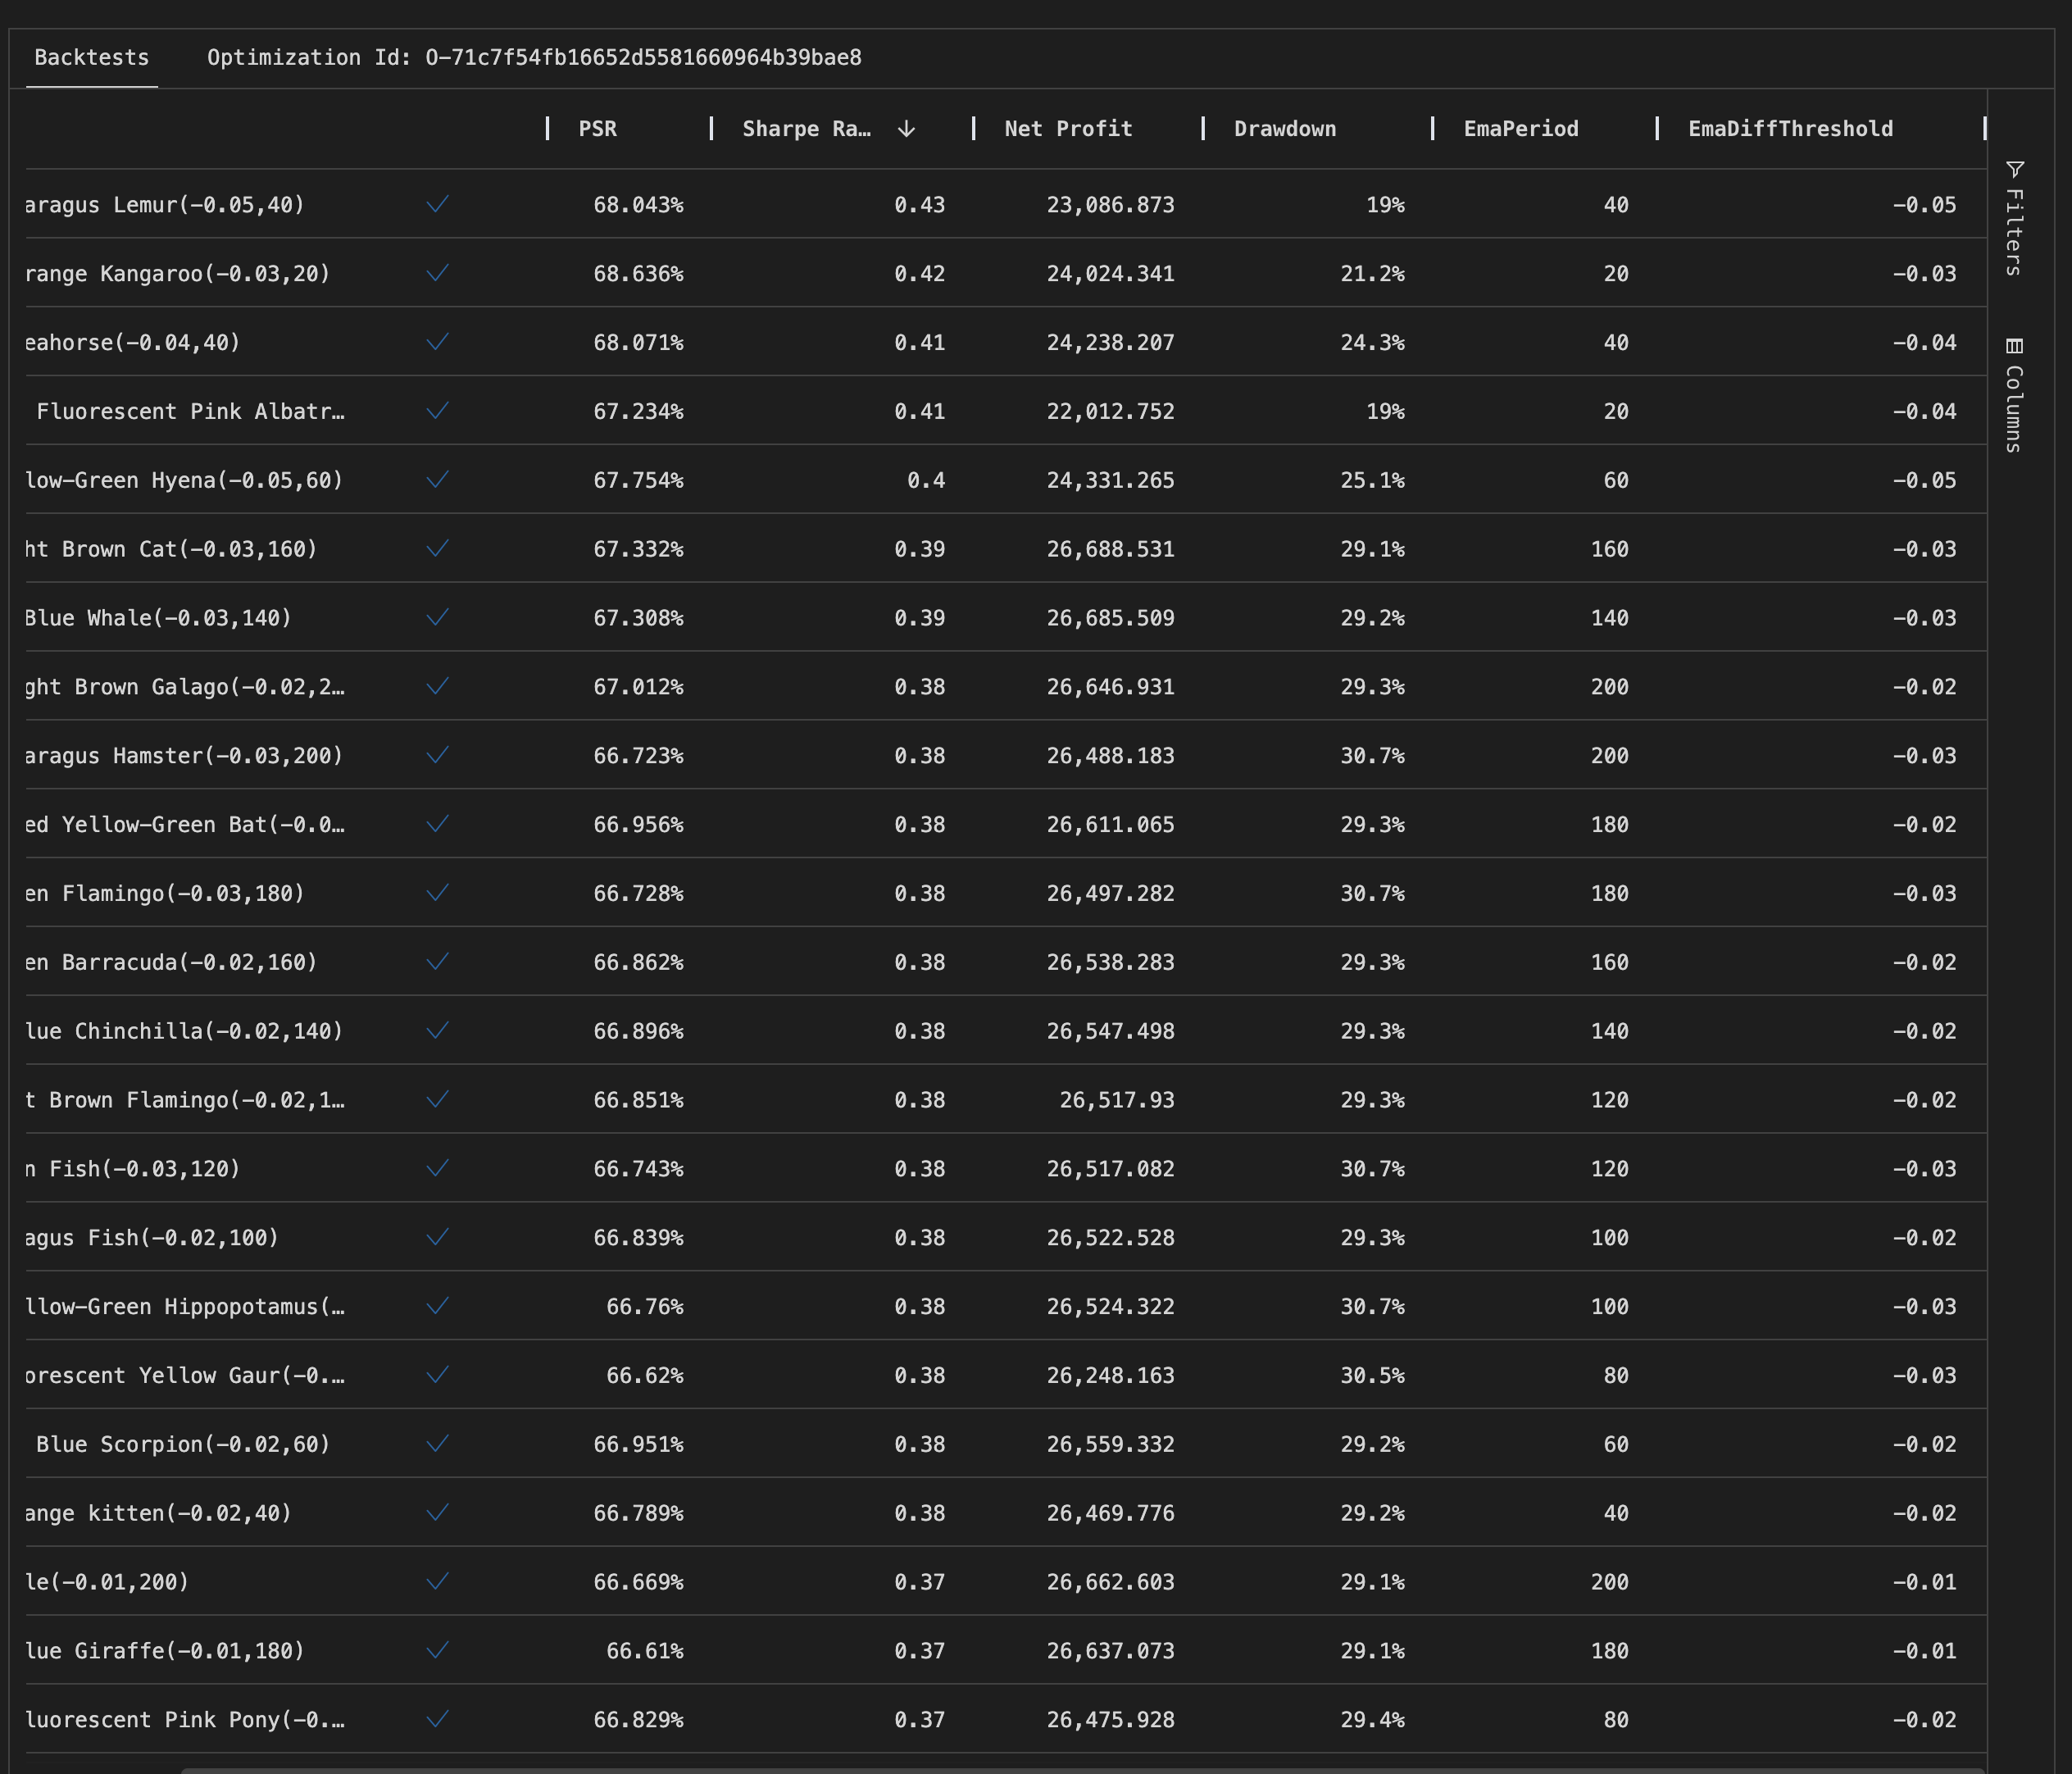 Backtests Optimization Id: O-71c7f54fb16652d5581660964b39bae8
PSR Sharpe Ra… Net Profit Drawdown EmaPeriod EmaDiffThreshold
aragus Lemur(-0.05,40) 68.043% 0.43 23,086.873 19% 40 -0.05
range Kangaroo(-0.03,20) 68.636% 0.42 24,024.341 21.2% 20 -0.03
eahorse(-0.04,40) 68.071% 0.41 24,238.207 24.3% 40 -0.04
Fluorescent Pink Albatr… 67.234% 0.41 22,012.752 19% 20 -0.04
low-Green Hyena(-0.05,60) 67.754% 0.4 24,331.265 25.1% 60 -0.05
ht Brown Cat(-0.03,160) 67.332% 0.39 26,688.531 29.1% 160 -0.03
Blue Whale(-0.03,140) 67.308% 0.39 26,685.509 29.2% 140 -0.03
ght Brown Galago(-0.02,2… 67.012% 0.38 26,646.931 29.3% 200 -0.02
aragus Hamster(-0.03,200) 66.723% 0.38 26,488.183 30.7% 200 -0.03
ed Yellow-Green Bat(-0.0… 66.956% 0.38 26,611.065 29.3% 180 -0.02
en Flamingo(-0.03,180) 66.728% 0.38 26,497.282 30.7% 180 -0.03
en Barracuda(-0.02,160) 66.862% 0.38 26,538.283 29.3% 160 -0.02
lue Chinchilla(-0.02,140) 66.896% 0.38 26,547.498 29.3% 140 -0.02
t Brown Flamingo(-0.02,1… 66.851% 0.38 26,517.93 29.3% 120 -0.02
n Fish(-0.03,120) 66.743% 0.38 26,517.082 30.7% 120 -0.03
agus Fish(-0.02,100) 66.839% 0.38 26,522.528 29.3% 100 -0.02
llow-Green Hippopotamus(… 66.76% 0.38 26,524.322 30.7% 100 -0.03
orescent Yellow Gaur(-0.… 66.62% 0.38 26,248.163 30.5% 80 -0.03
Blue Scorpion(-0.02,60) 66.951% 0.38 26,559.332 29.2% 60 -0.02
ange kitten(-0.02,40) 66.789% 0.38 26,469.776 29.2% 40 -0.02
le(-0.01,200) 66.669% 0.37 26,662.603 29.1% 200 -0.01
lue Giraffe(-0.01,180) 66.61% 0.37 26,637.073 29.1% 180 -0.01
luorescent Pink Pony(-0.… 66.829% 0.37 26,475.928 29.4% 80 -0.02
Filters
Columns